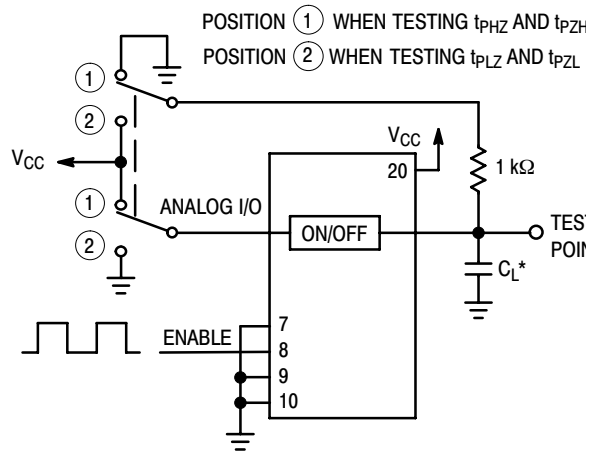 POSITION 1 WHEN TESTING tPHZ AND tPZH
POSITION 2 WHEN TESTING tPLZ AND tPZL
1
2
VCC
VCC
20
1 kΩ
1
ANALOG I/O
ON/OFF
2
CL*
7
ENABLE
8
9
10